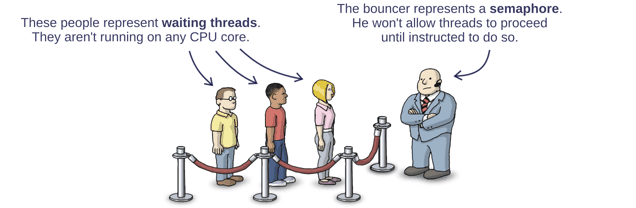 These people represent waiting threads.
They aren't running on any CPU core.
The bouncer represents a semaphore.
He won't allow threads to proceed
until instructed to do so.